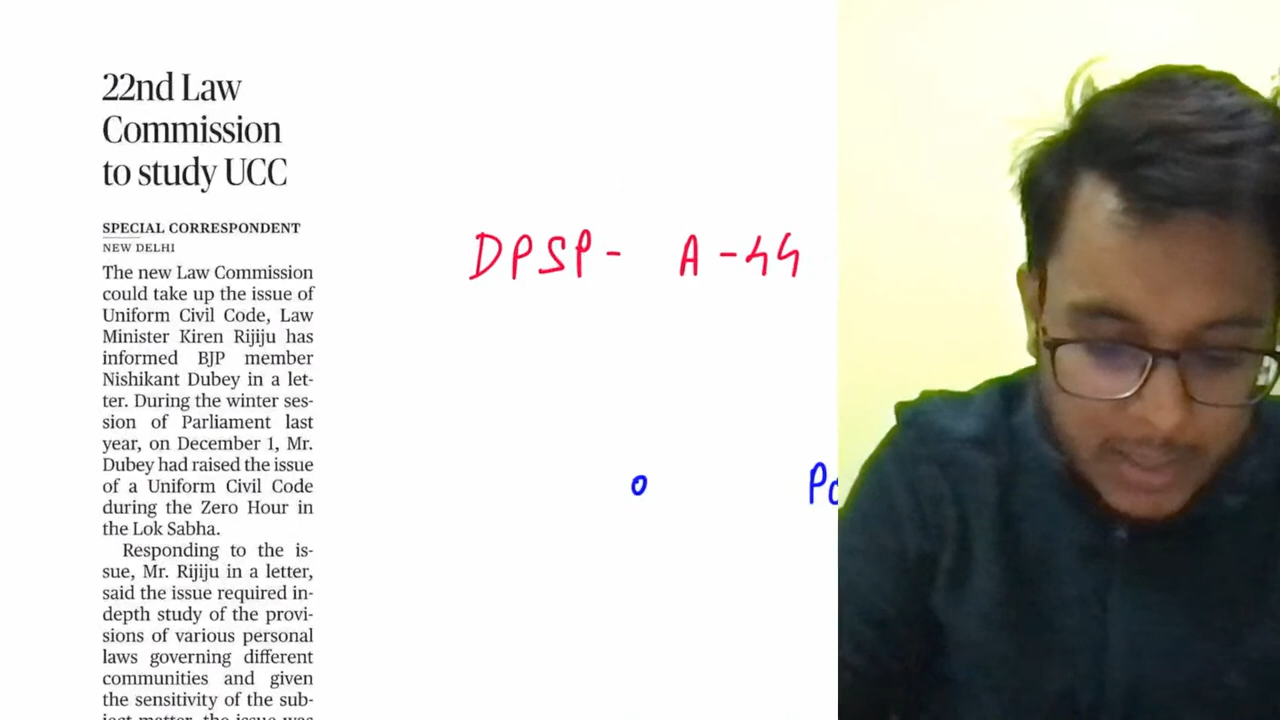 22nd Law
Commission
to study UCC
SPECIAL CORRESPONDENT
NEW DELHI
The new Law Commission
could take up the issue of
Uniform Civil Code, Law
Minister Kiren Rijiju has
informed BJP member
Nishikant Dubey in a let-
ter. During the winter ses-
sion of Parliament last
year, on December 1, Mr.
Dubey had raised the issue
of a Uniform Civil Code
during the Zero Hour in
the Lok Sabha.
Responding to the is-
sue, Mr. Rijiju in a letter,
said the issue required in-
depth study of the provi-
sions of various personal
laws governing different
communities and given
the sensitivity of the sub-
ject matter, the issue was
DPSP- A-44